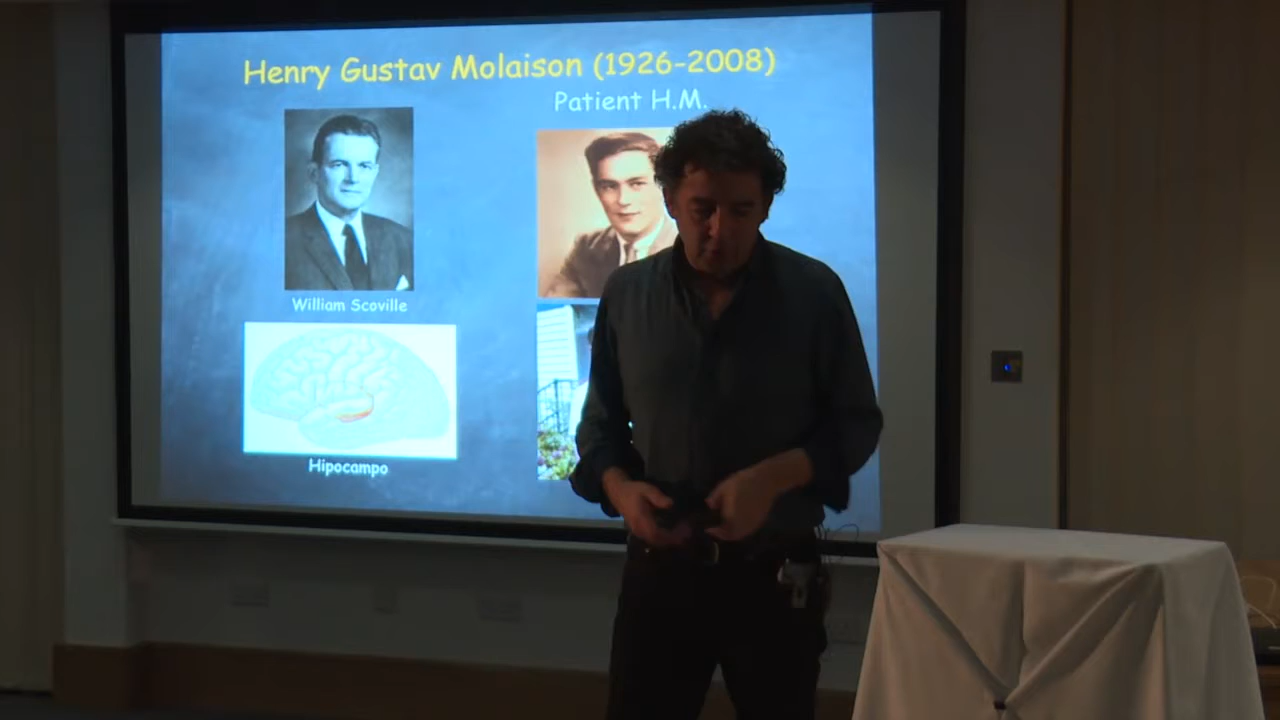 Henry Gustav Molaison (1926-2008)
Patient H.M.
William Scoville
Hipocampo